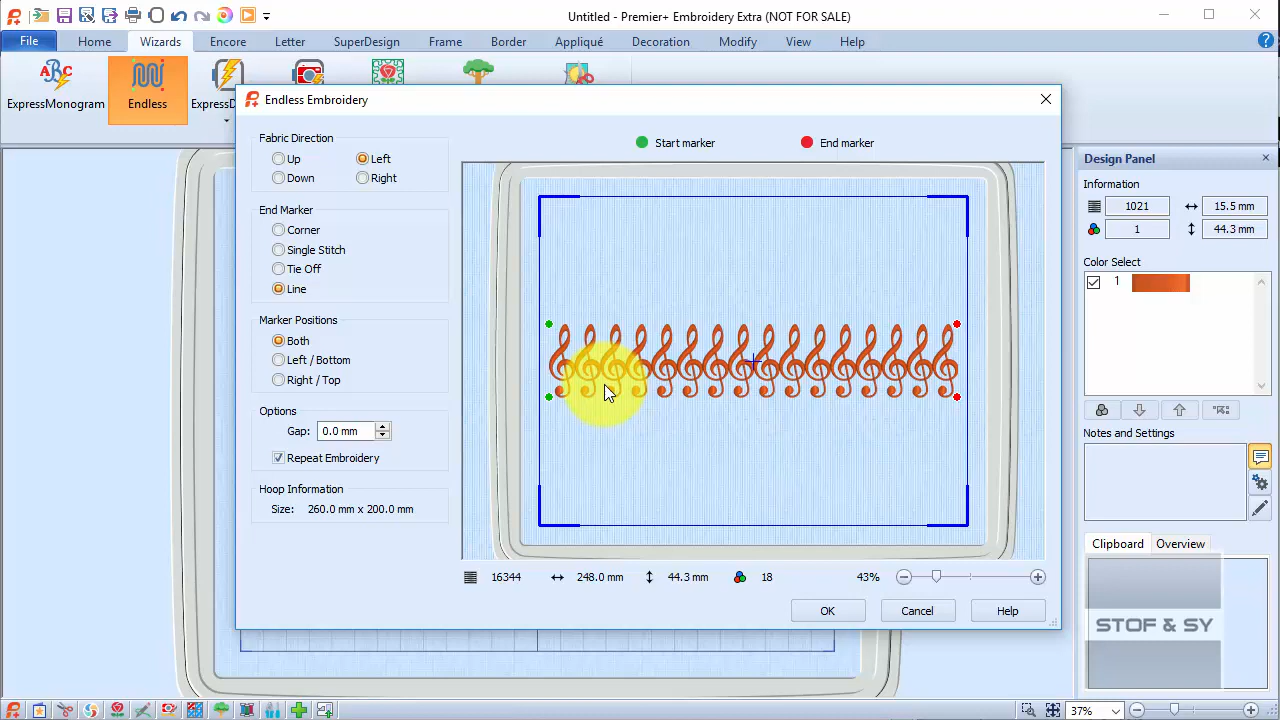 Untitled - Premier+ Embroidery Extra (NOT FOR SALE)
File Home Wizards Encore Letter SuperDesign Frame Border Appliqué Decoration Modify View Help
ExpressMonogram Endless ExpressD
Endless Embroidery
Fabric Direction
Up Left
Down Right
End Marker
Corner
Single Stitch
Tie Off
Line
Marker Positions
Both
Left / Bottom
Right / Top
Options
Gap: 0.0 mm
Repeat Embroidery
Hoop Information
Size: 260.0 mm x 200.0 mm
Start marker End marker
16344 248.0 mm 44.3 mm 18 43%
OK Cancel Help
Design Panel
Information
1021 15.5 mm
1 44.3 mm
Color Select
1
Notes and Settings
Clipboard Overview
STOF & SY
37%